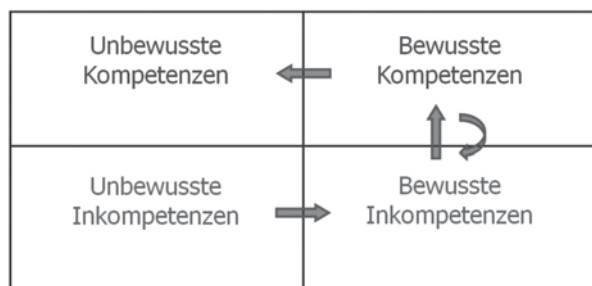 Unbewusste
Kompetenzen
Bewusste
Kompetenzen
Unbewusste
Inkompetenzen
Bewusste
Inkompetenzen